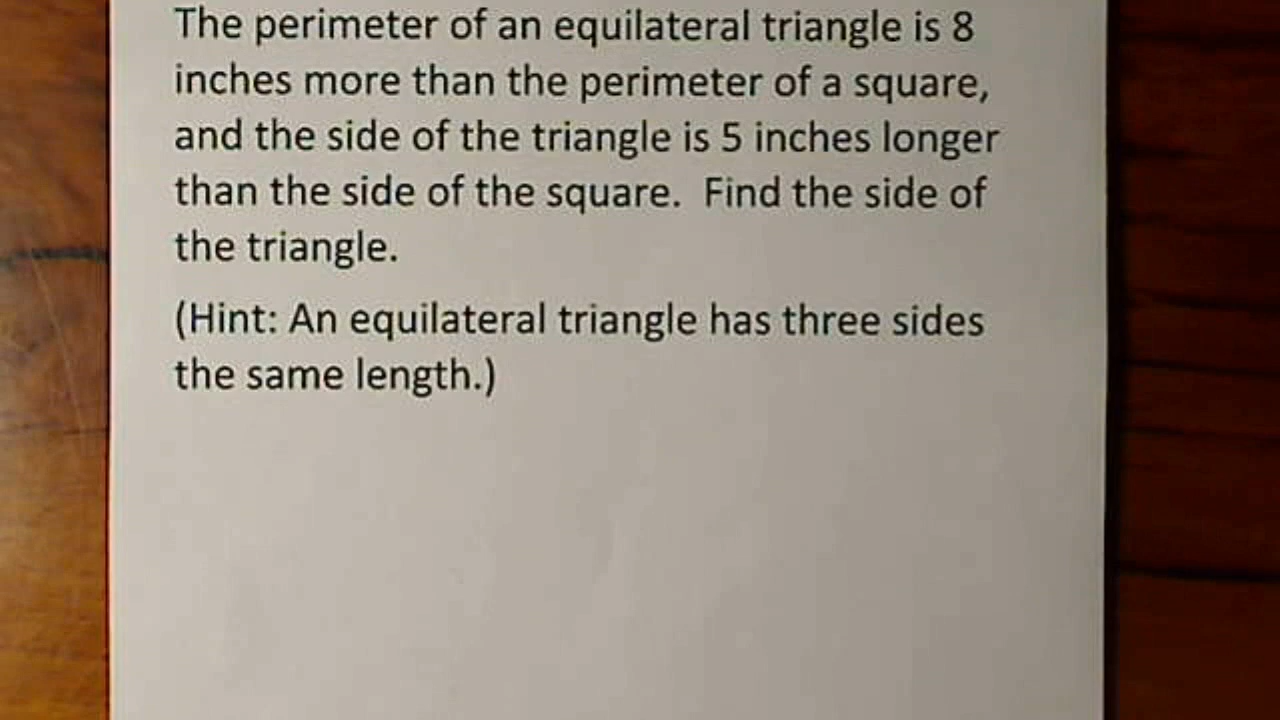 The perimeter of an equilateral triangle is 8
inches more than the perimeter of a square,
and the side of the triangle is 5 inches longer
than the side of the square.  Find the side of
the triangle.
(Hint: An equilateral triangle has three sides
the same length.)